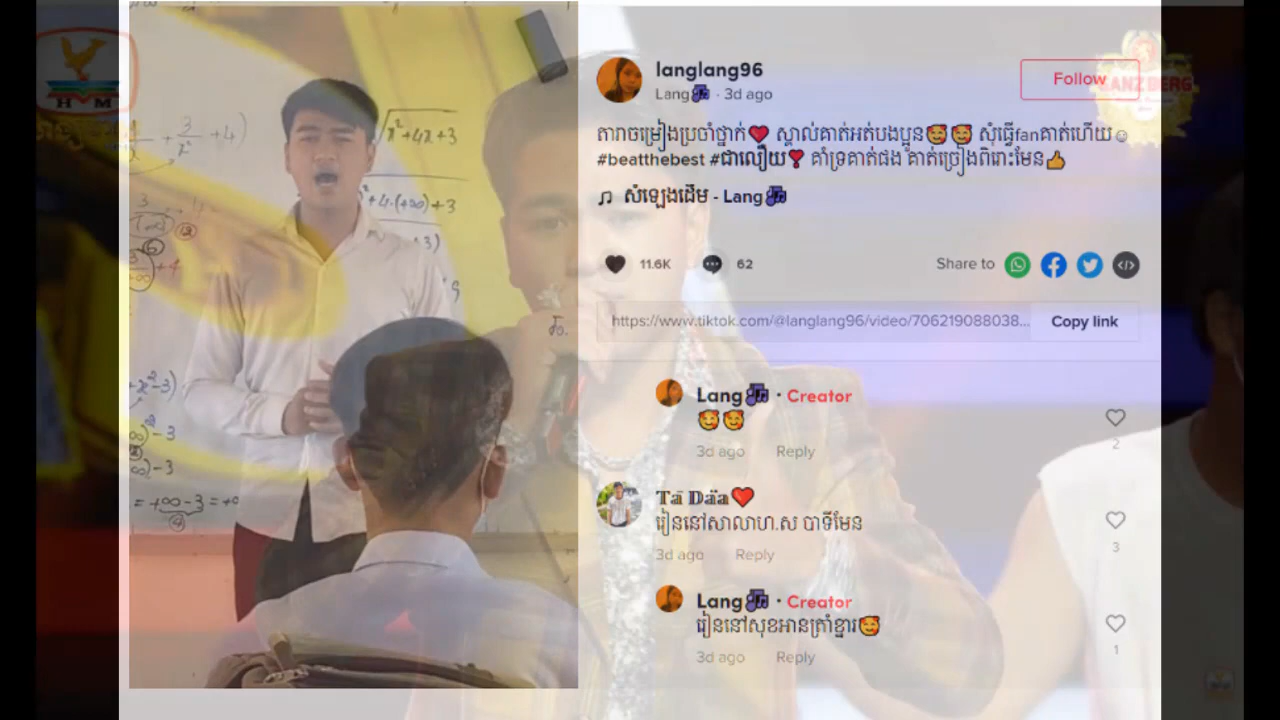 HM
GANZBERG
langlang96
Lang🎆 · 3d ago
Follow
តារាចម្រៀងប្រចាំថ្នាក់❣️ ស្គាល់គាត់អត់បងប្អូន🥰🥰 សុំធ្វើfanគាត់ហើយ☺
#beatthebest #ជាលឿយ❣️ គាំទ្រគាត់ផង គាត់ច្រៀងពិរោះមែន👍
♫ សំឡេងដើម - Lang🎆
11.6K
62
Share to
https://www.tiktok.com/@langlang96/video/706219088038...
Copy link
Lang🎆 · Creator
🥰🥰
3d ago Reply
2
Tä Däïa❤️
រៀននៅសាលាហ.ស បាទីមែន
3d ago Reply
3
Lang🎆 · Creator
រៀននៅសុខអានក្រាំខ្នារ🥰
3d ago Reply
1